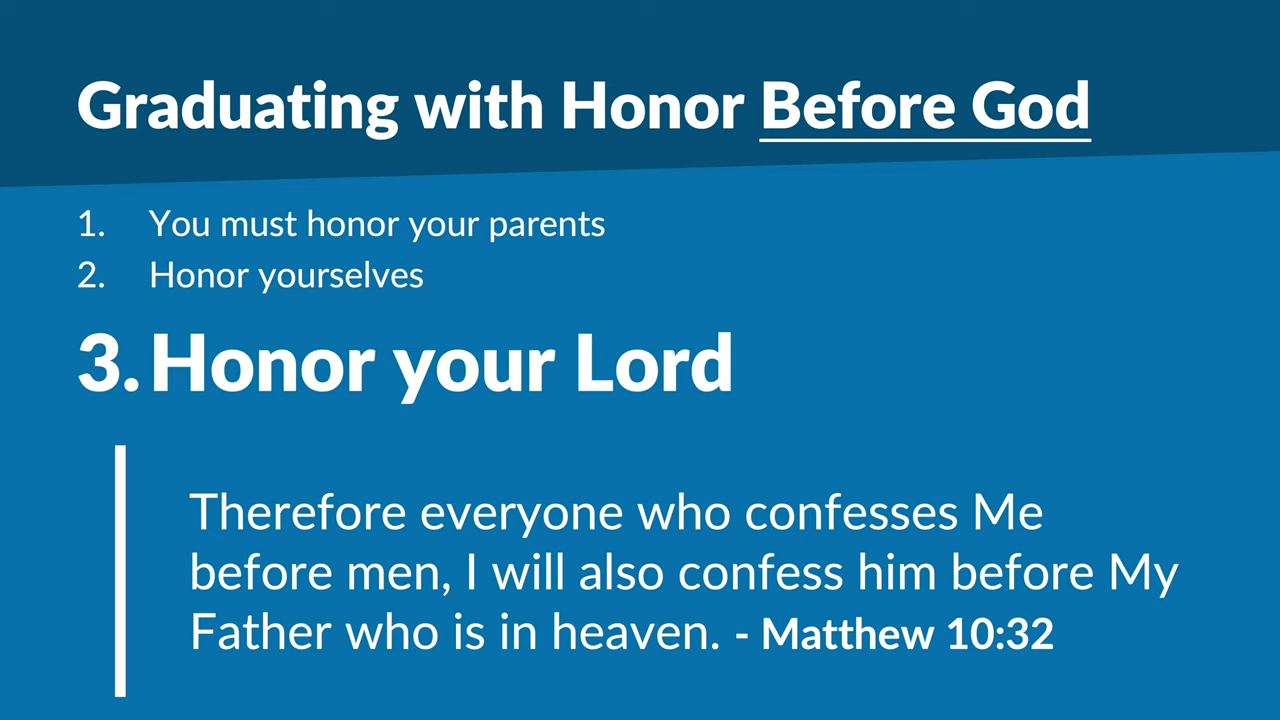 Graduating with Honor Before God
1. You must honor your parents
2. Honor yourselves
3. Honor your Lord
Therefore everyone who confesses Me
before men, I will also confess him before My
Father who is in heaven. - Matthew 10:32